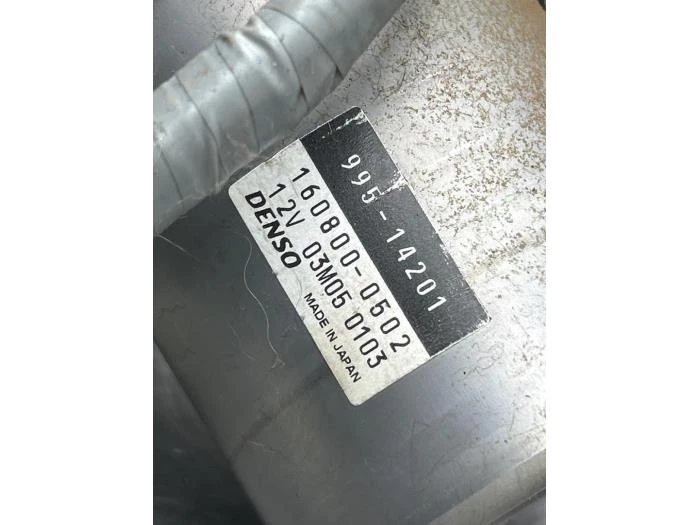 995-14201
160800-0502
12V 03M05 0103
DENSO MADE IN JAPAN